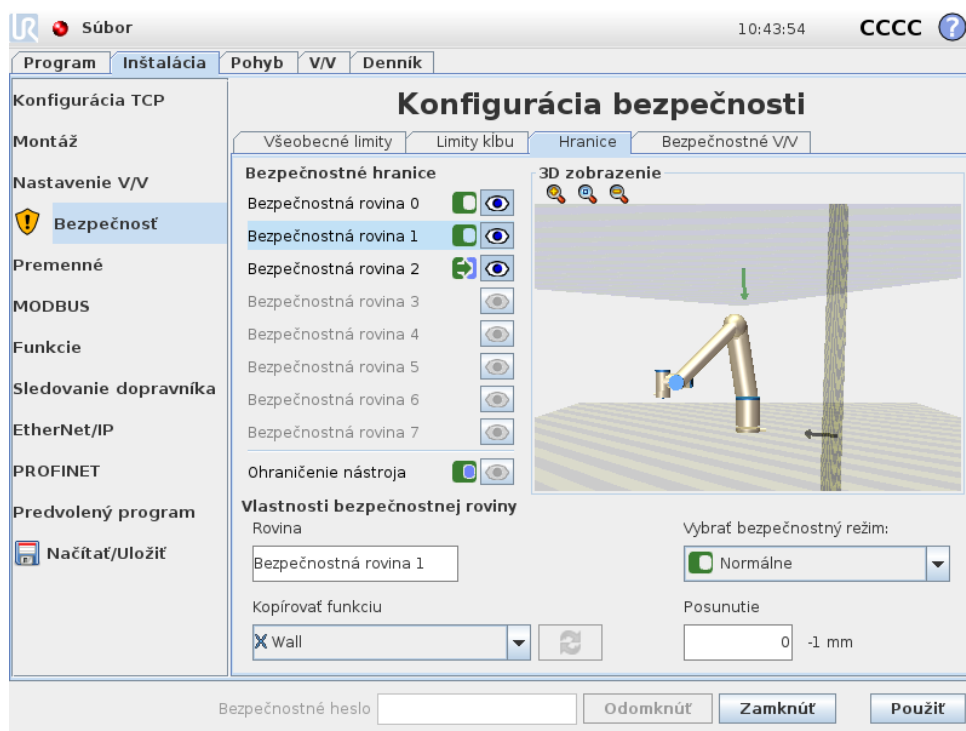 UR Súbor 10:43:54 CCCC ?
Program Inštalácia Pohyb V/V Denník
Konfigurácia TCP
Montáž
Nastavenie V/V
Bezpečnosť
Premenné
MODBUS
Funkcie
Sledovanie dopravníka
EtherNet/IP
PROFINET
Predvolený program
Načítať/Uložiť
Konfigurácia bezpečnosti
Všeobecné limity Limity kĺbu Hranice Bezpečnostné V/V
Bezpečnostné hranice
Bezpečnostná rovina 0
Bezpečnostná rovina 1
Bezpečnostná rovina 2
Bezpečnostná rovina 3
Bezpečnostná rovina 4
Bezpečnostná rovina 5
Bezpečnostná rovina 6
Bezpečnostná rovina 7
Ohraničenie nástroja
3D zobrazenie
Vlastnosti bezpečnostnej roviny
Rovina
Bezpečnostná rovina 1
Vybrať bezpečnostný režim:
Normálne
Kopírovať funkciu
Wall
Posunutie
0 -1 mm
Bezpečnostné heslo Odomknúť Zamknúť Použiť